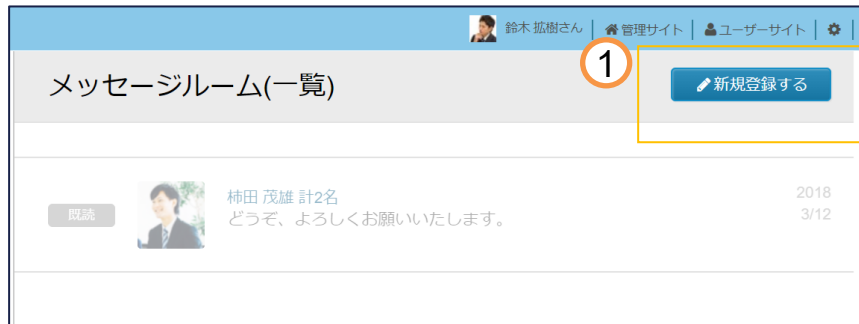 鈴木 拡樹さん | 管理サイト | ユーザーサイト |
メッセージルーム(一覧)
1
新規登録する
既読
柿田 茂雄 計2名
どうぞ、よろしくお願いいたします。
2018
3/12